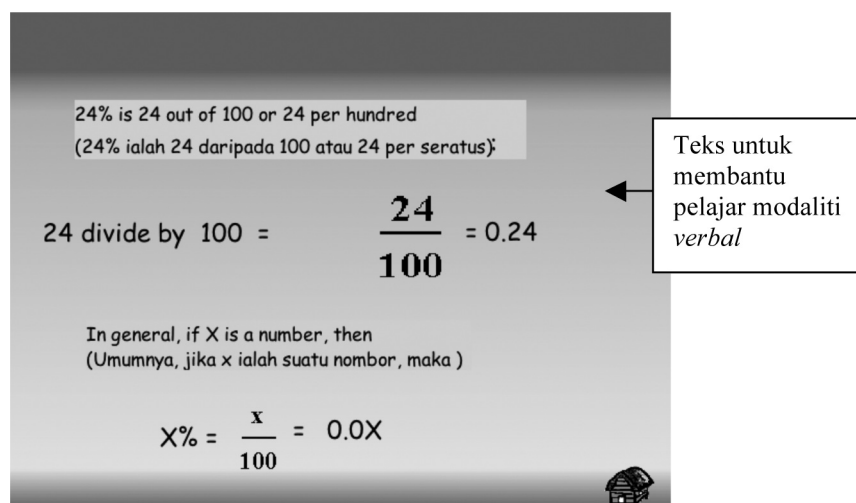 24% is 24 out of 100 or 24 per hundred
(24% ialah 24 daripada 100 atau 24 per seratus):
24 divide by 100 = 24/100 = 0.24
In general, if X is a number, then
(Umumnya, jika x ialah suatu nombor, maka )
X% = x/100 = 0.0X
Teks untuk
membantu
pelajar modaliti
verbal